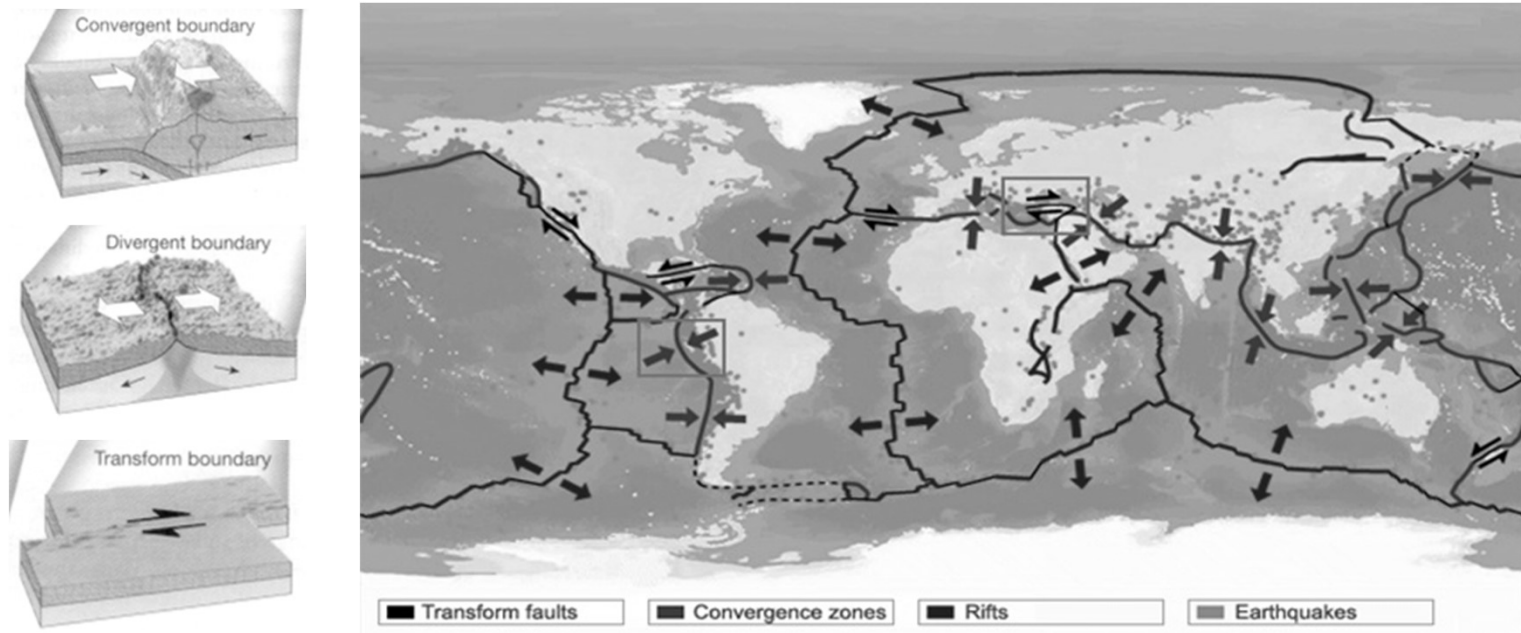 Convergent boundary
Divergent boundary
Transform boundary
Transform faults
Convergence zones
Rifts
Earthquakes